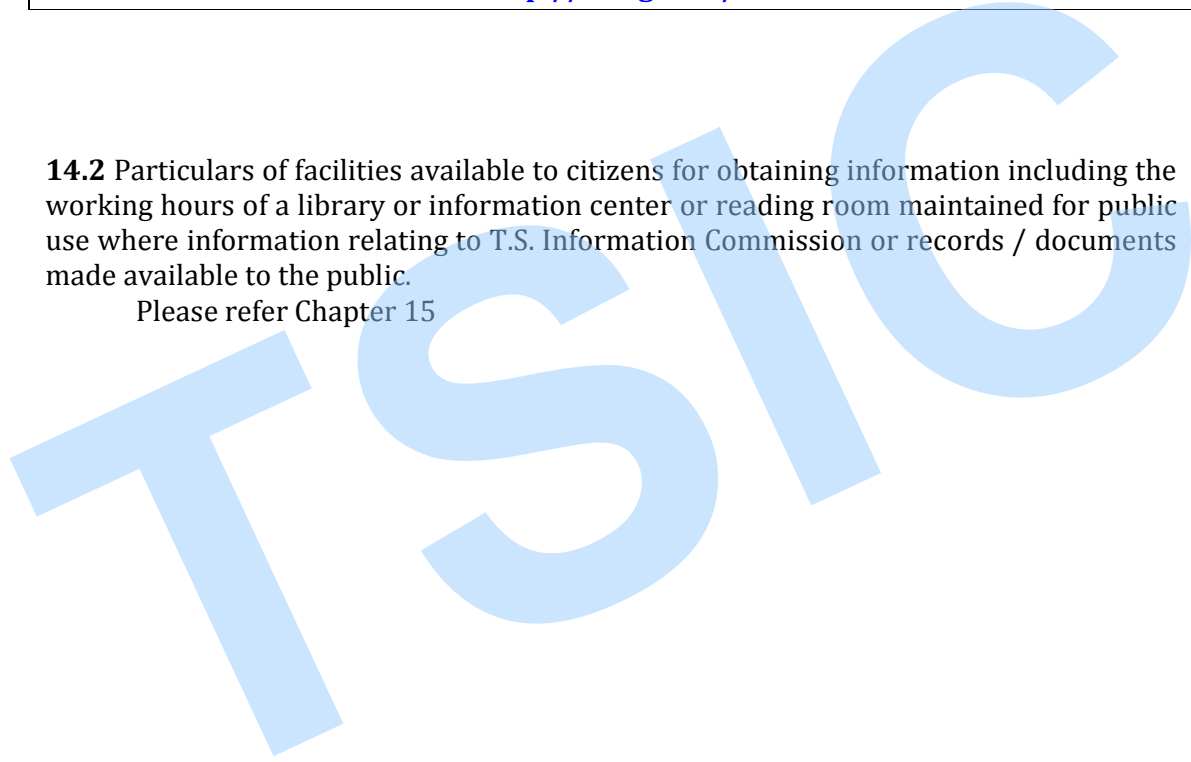 14.2 Particulars of facilities available to citizens for obtaining information including the
working hours of a library or information center or reading room maintained for public
use where information relating to T.S. Information Commission or records / documents
made available to the public.
Please refer Chapter 15
TSIC